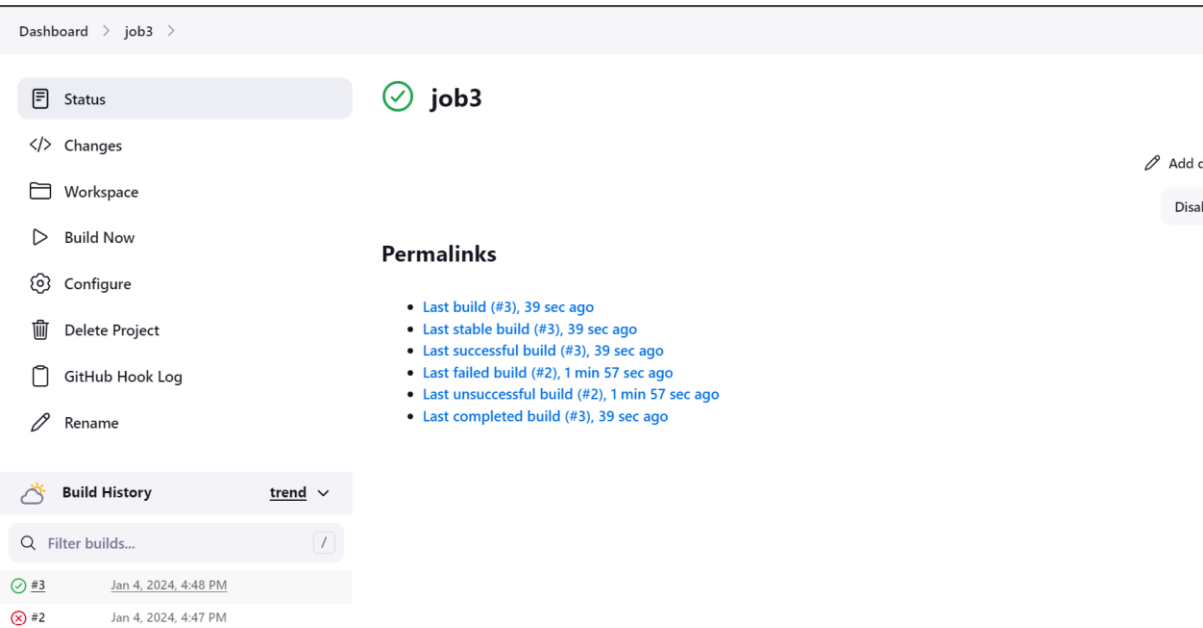 Dashboard > job3 >
Status
</> Changes
Workspace
Build Now
Configure
Delete Project
GitHub Hook Log
Rename
Build History trend
Filter builds... /
#3 Jan 4, 2024, 4:48 PM
#2 Jan 4, 2024, 4:47 PM
job3
Add
Permalinks
Last build (#3), 39 sec ago
Last stable build (#3), 39 sec ago
Last successful build (#3), 39 sec ago
Last failed build (#2), 1 min 57 sec ago
Last unsuccessful build (#2), 1 min 57 sec ago
Last completed build (#3), 39 sec ago